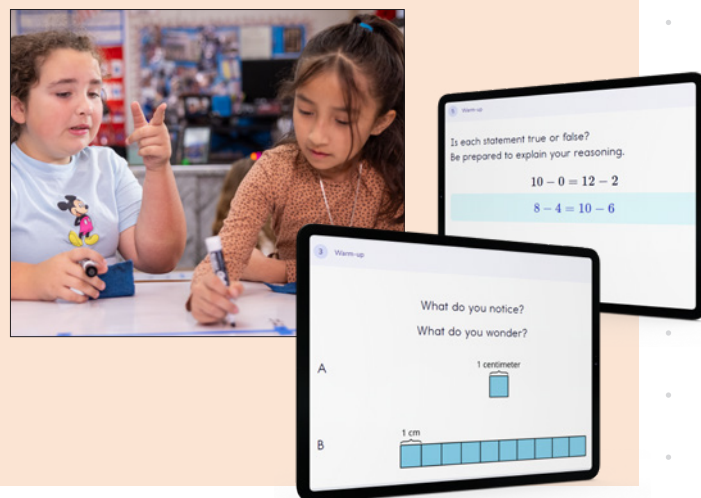 5 Warm-up
Is each statement true or false?
Be prepared to explain your reasoning.
10 − 0 = 12 − 2
8 − 4 = 10 − 6
3 Warm-up
What do you notice?
What do you wonder?
A
1 centimeter
B
1 cm